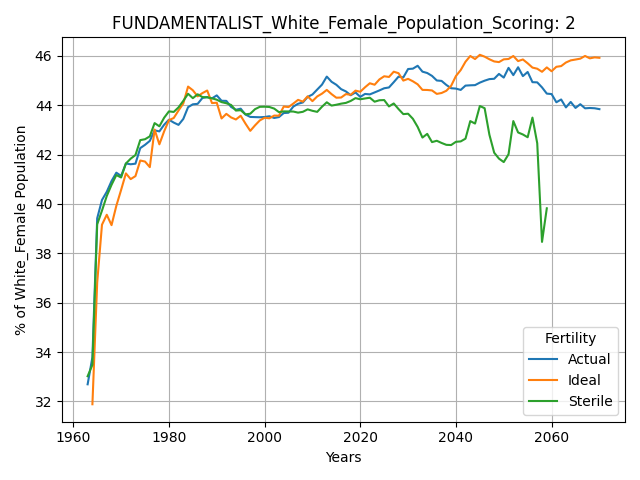 FUNDAMENTALIST_White_Female_Population_Scoring: 2
% of White_Female Population
46
44
42
40
38
36
34
32
1960 1980 2000 2020 2040 2060
Years
Fertility
Actual
Ideal
Sterile